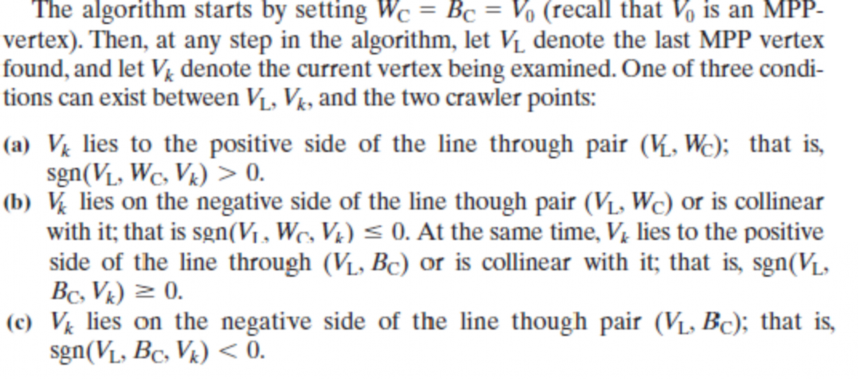 The algorithm starts by setting W_C = B_C = V_0 (recall that V_0 is an MPP-
vertex). Then, at any step in the algorithm, let V_L denote the last MPP vertex
found, and let V_k denote the current vertex being examined. One of three condi-
tions can exist between V_L, V_k, and the two crawler points:
(a) V_k lies to the positive side of the line through pair (V_L, W_C); that is,
sgn(V_L, W_C, V_k) > 0.
(b) V_k lies on the negative side of the line though pair (V_L, W_C) or is collinear
with it; that is sgn(V_L, W_C, V_k) ≤ 0. At the same time, V_k lies to the positive
side of the line through (V_L, B_C) or is collinear with it; that is, sgn(V_L,
B_C, V_k) ≥ 0.
(c) V_k lies on the negative side of the line though pair (V_L, B_C); that is,
sgn(V_L, B_C, V_k) < 0.